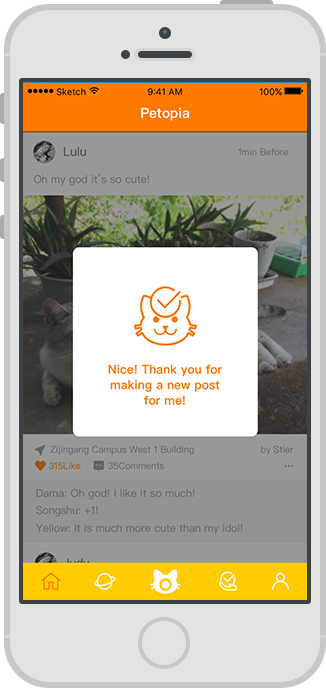 Sketch 9:41 AM 100%
Petopia
Lulu 1min Before
Oh my god it's so cute!
Nice! Thank you for
making a new post
for me!
Zijingang Campus West 1 Building by Stier
315Like 35Comments ...
Dama: Oh god! I like it so much!
Songshu: +1!
Yellow: It is much more cute than my idol!
Judy